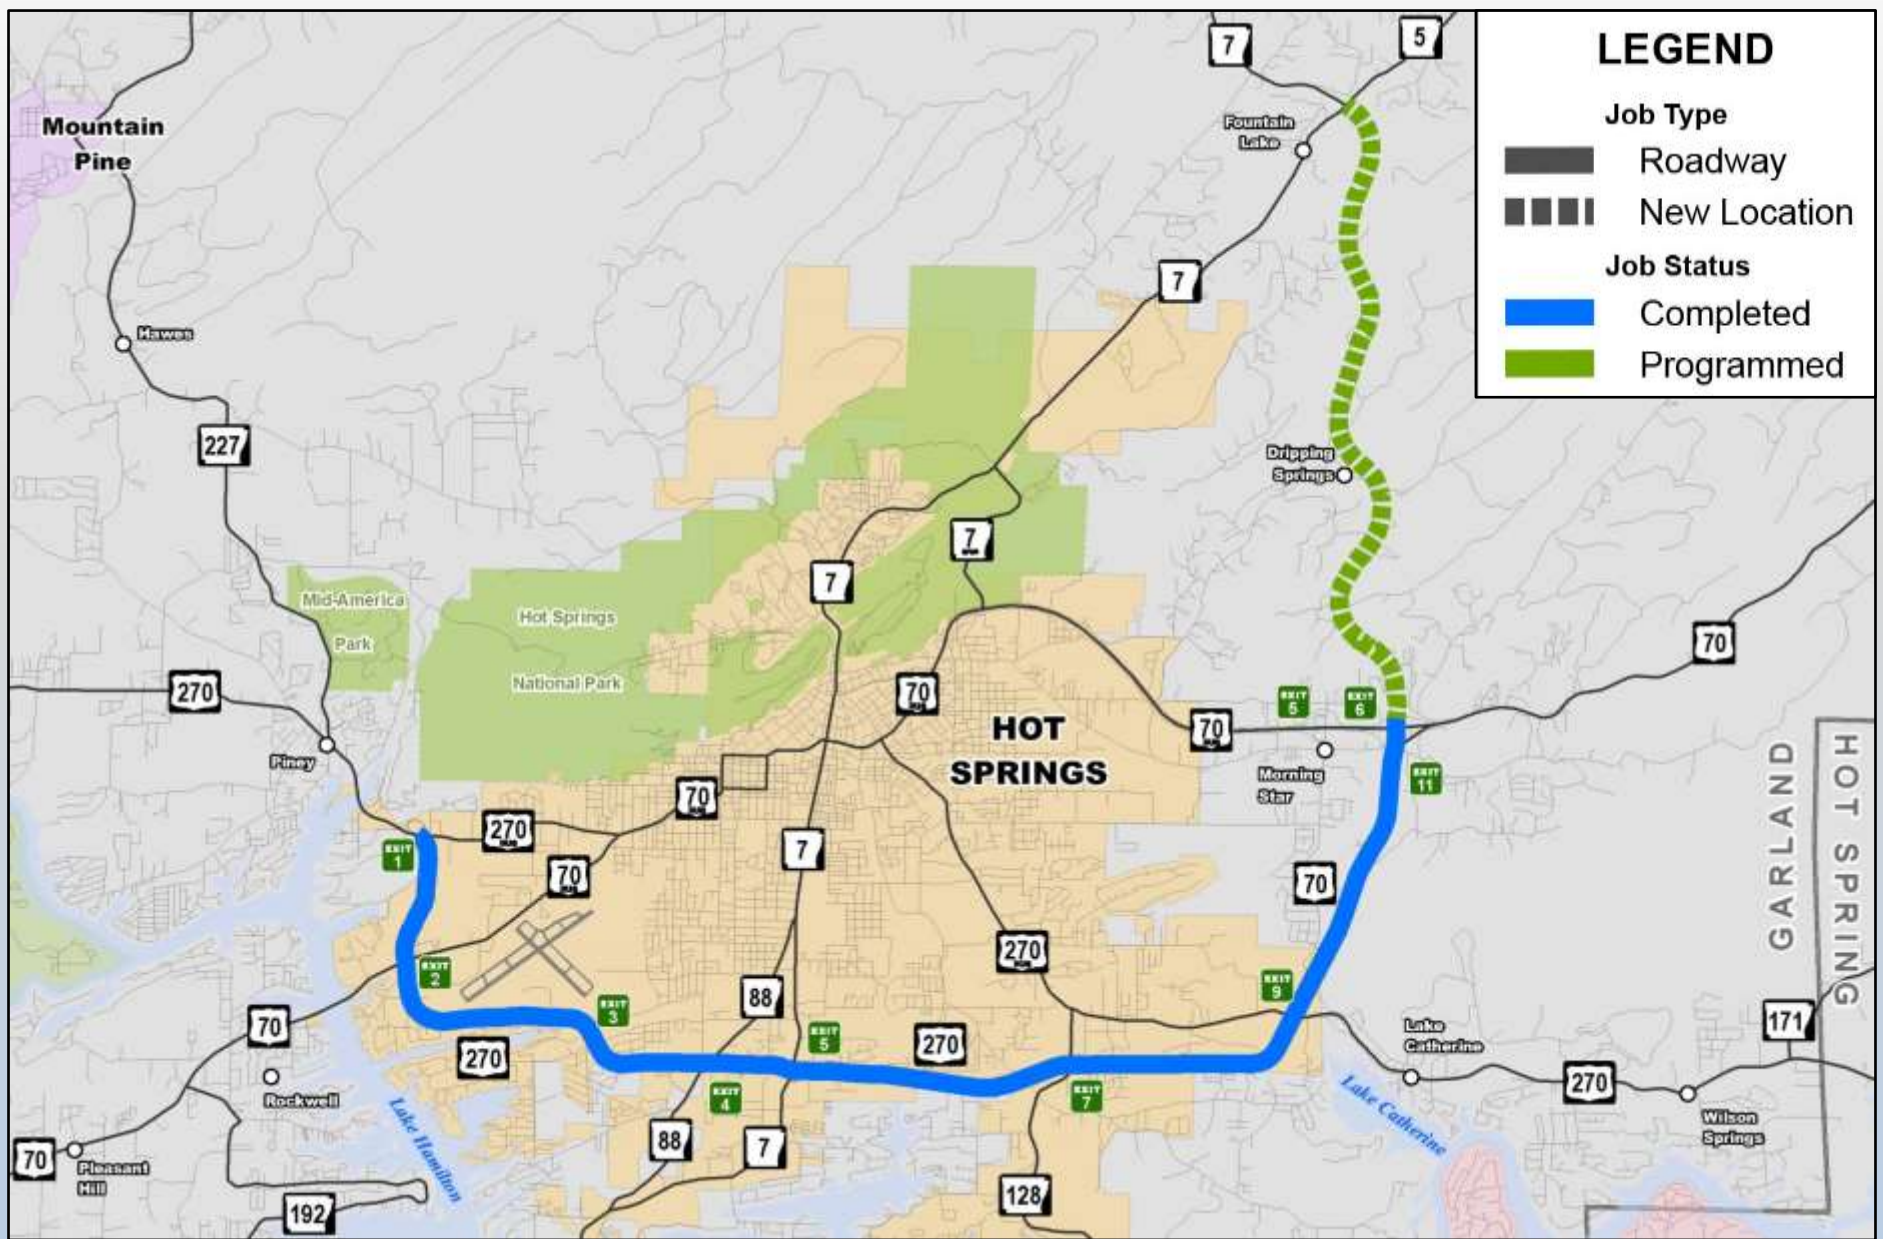 LEGEND
Job Type
Roadway
New Location
Job Status
Completed
Programmed
7
5
Mountain
Pine
Fountain
Lake
7
Hawes
227
Dripping
Springs
7
7
Mid-America
Park
Hot Springs
National Park
270
70
HOT
SPRINGS
EXIT
5
EXIT
6
70
70
Piney
Morning
Star
EXIT
11
GARLAND
HOT SPRING
70
270
EXIT
1
7
70
70
270
EXIT
2
EXIT
9
88
EXIT
3
70
EXIT
5
270
270
Lake
Catherine
171
Rockwell
EXIT
4
EXIT
7
270
Lake Catherine
Lake Hamilton
Wilson
Springs
88
7
70
Pleasant
Hill
192
128